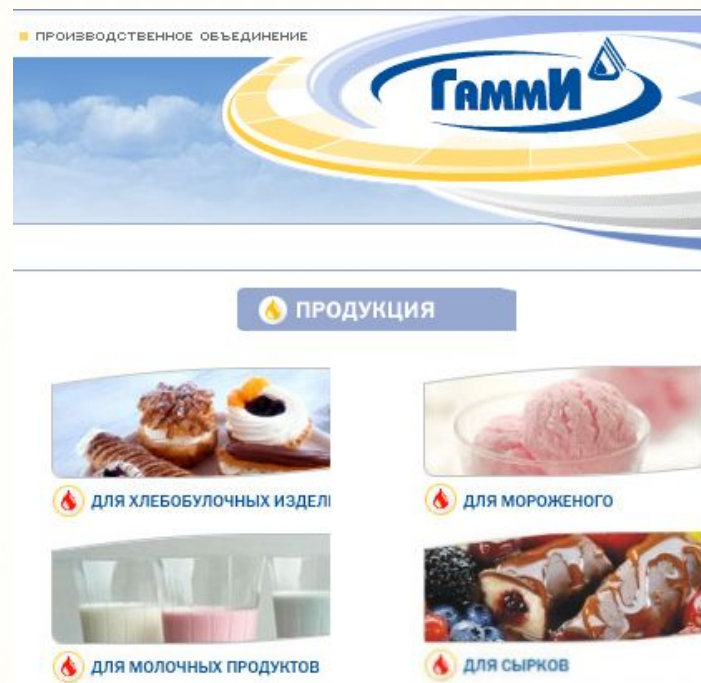 ПРОИЗВОДСТВЕННОЕ ОБЪЕДИНЕНИЕ
ГаммИ
ПРОДУКЦИЯ
ДЛЯ ХЛЕБОБУЛОЧНЫХ ИЗДЕЛИ
ДЛЯ МОРОЖЕНОГО
ДЛЯ МОЛОЧНЫХ ПРОДУКТОВ
ДЛЯ СЫРКОВ